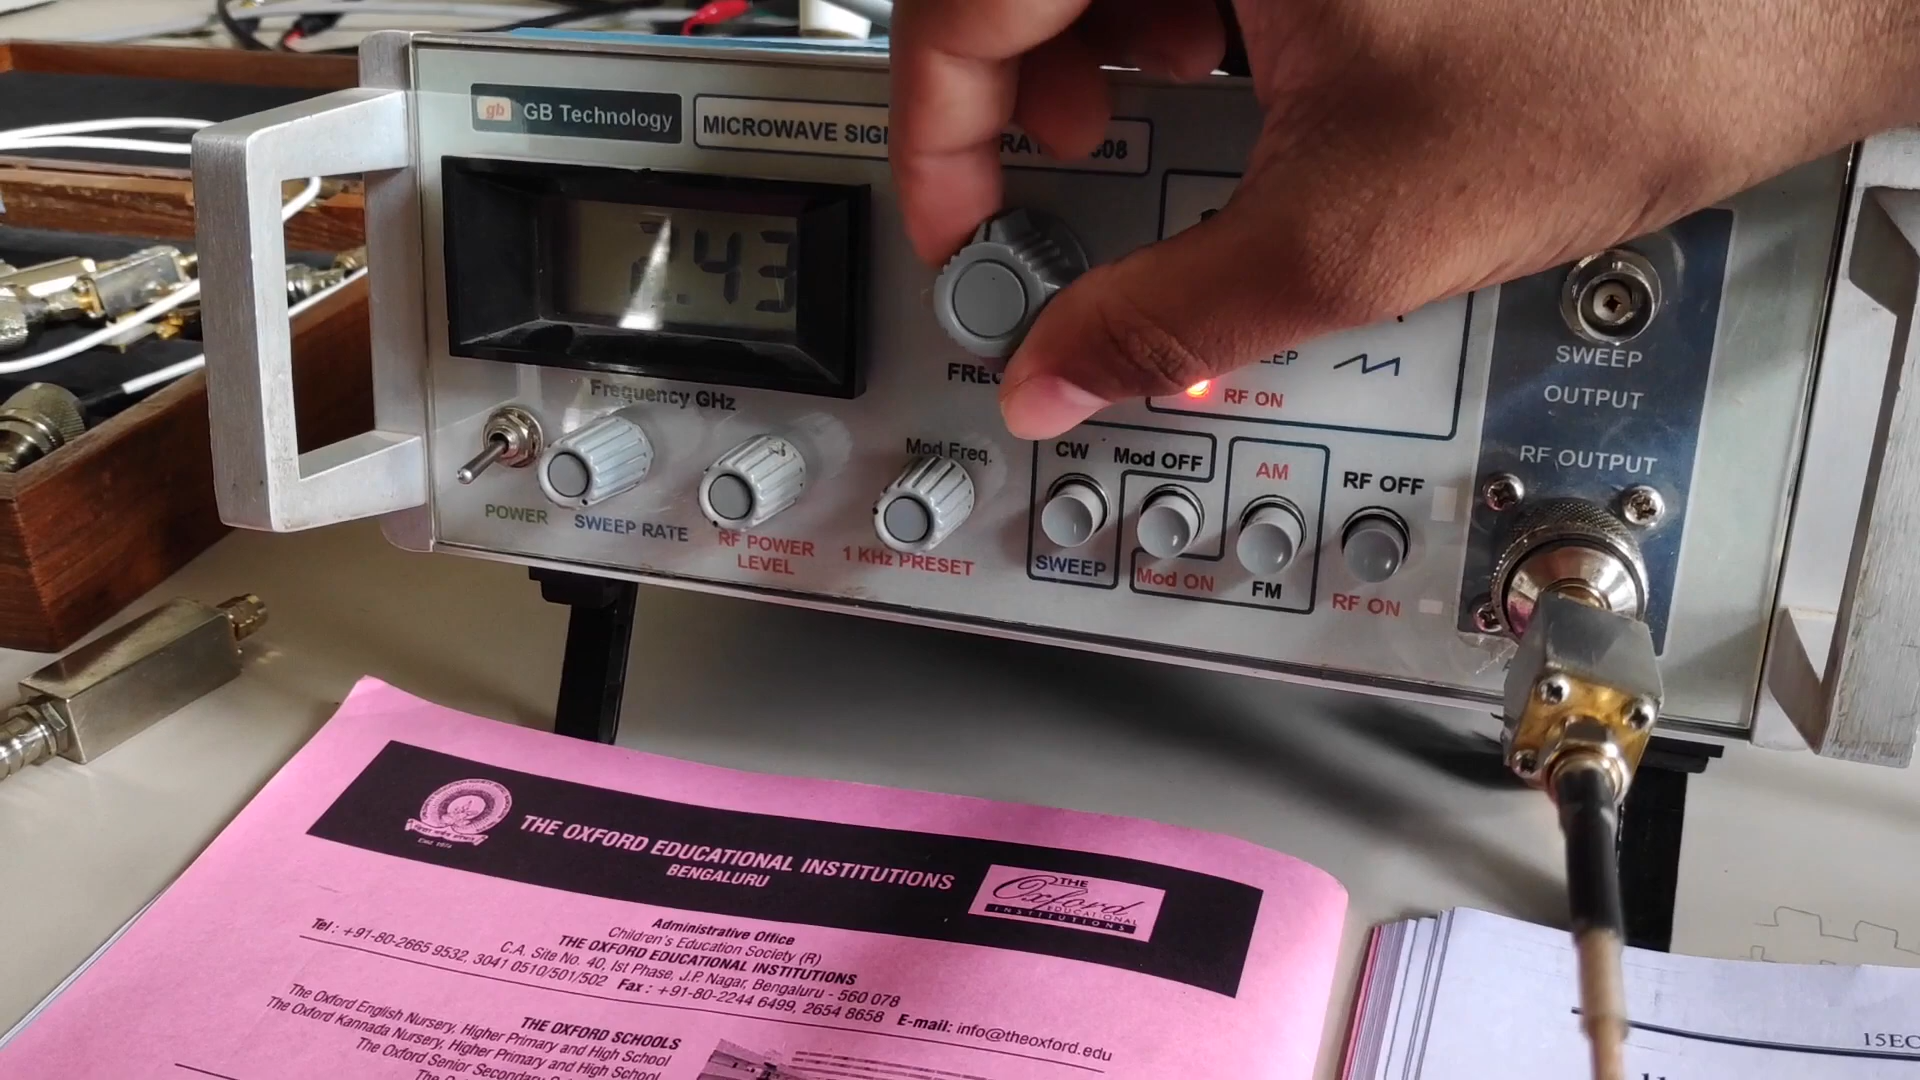 gb GB Technology
MICROWAVE
2.43
Frequency GHz
RF ON
SWEEP
OUTPUT
RF OUTPUT
POWER
SWEEP RATE
RF POWER
LEVEL
Mod Freq.
1 KHz PRESET
CW
SWEEP
Mod OFF
Mod ON
AM
FM
RF OFF
RF ON
THE OXFORD EDUCATIONAL INSTITUTIONS
BENGALURU
THE
Oxford
EDUCATIONAL
INSTITUTIONS
Administrative Office
Children's Education Society (R)
THE OXFORD EDUCATIONAL INSTITUTIONS
C.A. Site No. 40, Ist Phase, J.P. Nagar, Bengaluru - 560 078
Tel : +91-80-2665 9532, 3041 0510/501/502 Fax : +91-80-2244 6499, 2654 8658 E-mail: info@theoxford.edu
THE OXFORD SCHOOLS
The Oxford English Nursery, Higher Primary and High School
The Oxford Kannada Nursery, Higher Primary and High School
The Oxford Senior Secondary
15EC